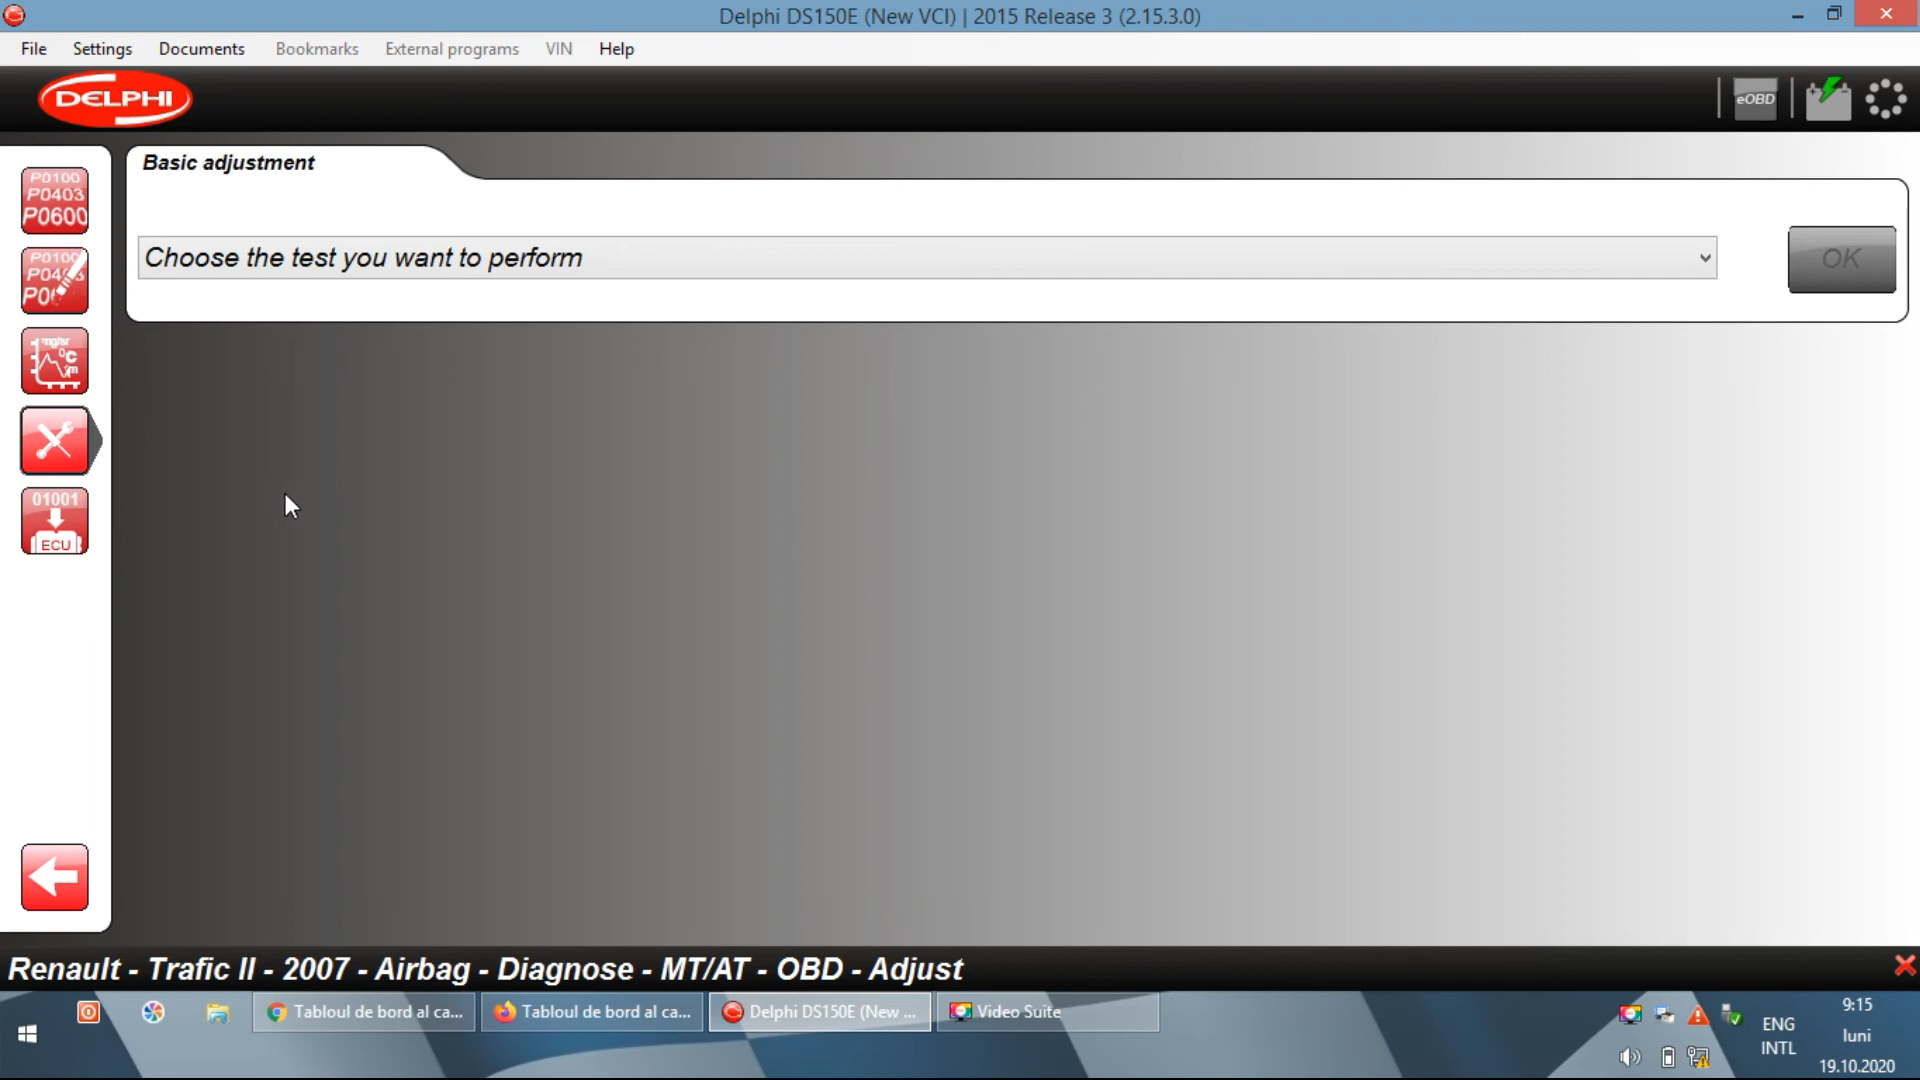 Delphi DS150E (New VCI) | 2015 Release 3 (2.15.3.0)
File Settings Documents Bookmarks External programs VIN Help
DELPHI
eOBD
Basic adjustment
P0100
P0403
P0600
Choose the test you want to perform
OK
P0100
mg/sr
°C
01001
ECU
Renault - Trafic II - 2007 - Airbag - Diagnose - MT/AT - OBD - Adjust
Tabloul de bord al ca...
Tabloul de bord al ca...
Delphi DS150E (New ...
Video Suite
ENG
INTL
9:15
luni
19.10.2020